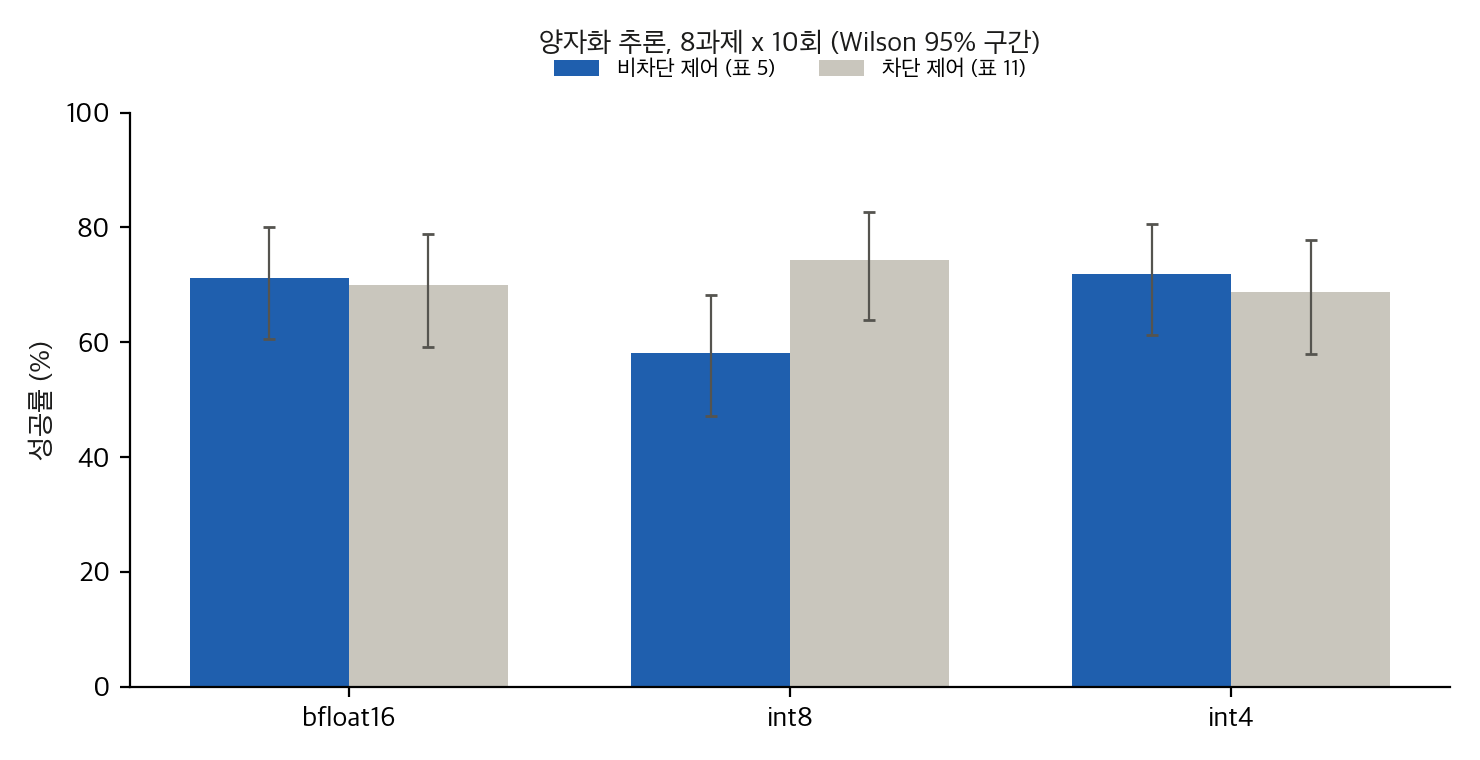 양자화 추론, 8과제 x 10회 (Wilson 95% 구간)
비차단 제어 (표 5)
차단 제어 (표 11)
성공률 (%)
100
80
60
40
20
0
bfloat16
int8
int4